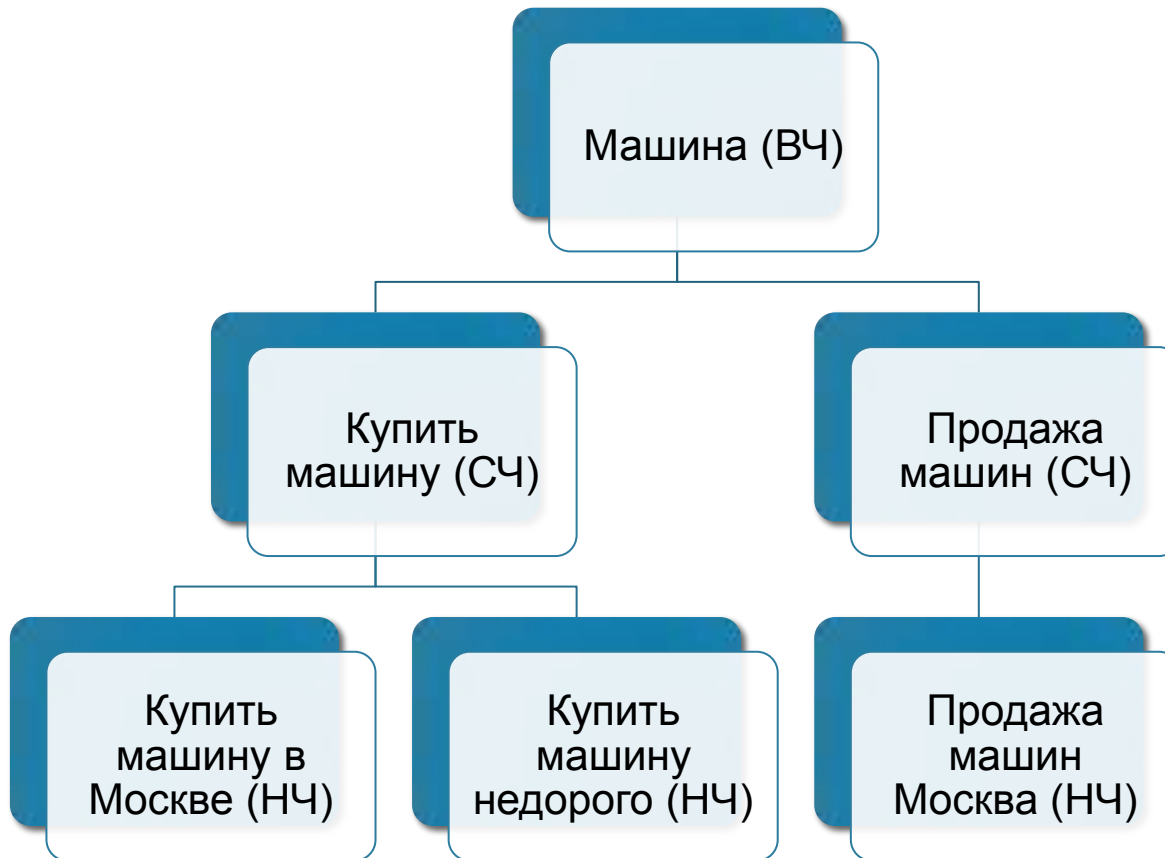 Машина (ВЧ)
Купить
машину (СЧ)
Продажа
машин (СЧ)
Купить
машину в
Москве (НЧ)
Купить
машину
недорого (НЧ)
Продажа
машин
Москва (НЧ)